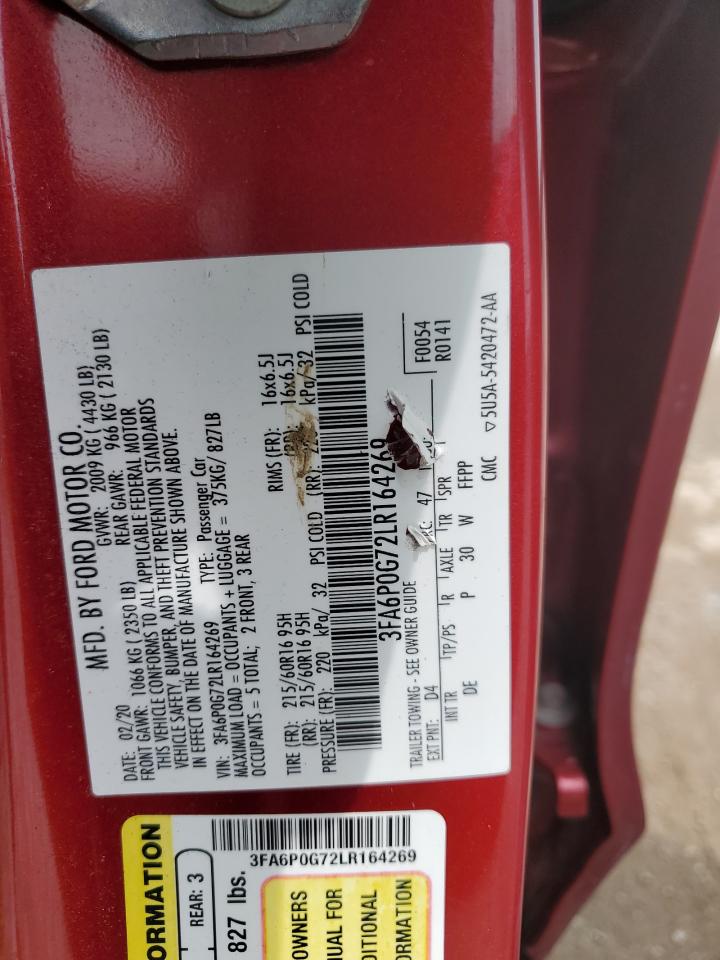 MFD. BY FORD MOTOR CO.
DATE: 02/20 GVWR: 2009 KG ( 4430 LB)
FRONT GAWR: 1066 KG ( 2350 LB) REAR GAWR: 966 KG ( 2130 LB)
THIS VEHICLE CONFORMS TO ALL APPLICABLE FEDERAL MOTOR
VEHICLE SAFETY, BUMPER, AND THEFT PREVENTION STANDARDS
IN EFFECT ON THE DATE OF MANUFACTURE SHOWN ABOVE.
VIN: 3FA6P0G72LR164269 TYPE: Passenger Car
MAXIMUM LOAD = OCCUPANTS + LUGGAGE = 375KG/ 827LB
OCCUPANTS = 5 TOTAL; 2 FRONT, 3 REAR
TIRE (FR): 215/60R16 95H RIMS (FR): 16x6.5J
(RR): 215/60R16 95H (RR): 16x6.5J
PRESSURE (FR): 220 kPa/ 32 PSI COLD (RR): kPa/ 32 PSI COLD
3FA6P0G72LR164269
F0054
R0141
TRAILER TOWING - SEE OWNER GUIDE
EXT PNT: D4 RC: 47
INT TR TP/PS R AXLE TR SPR
DE P 30 W FFPP
CMC ▽5U5A-5420472-AA
ORMATION
REAR: 3
827 lbs.
3FA6P0G72LR164269
OWNERS
UAL FOR
DITIONAL
ORMATION